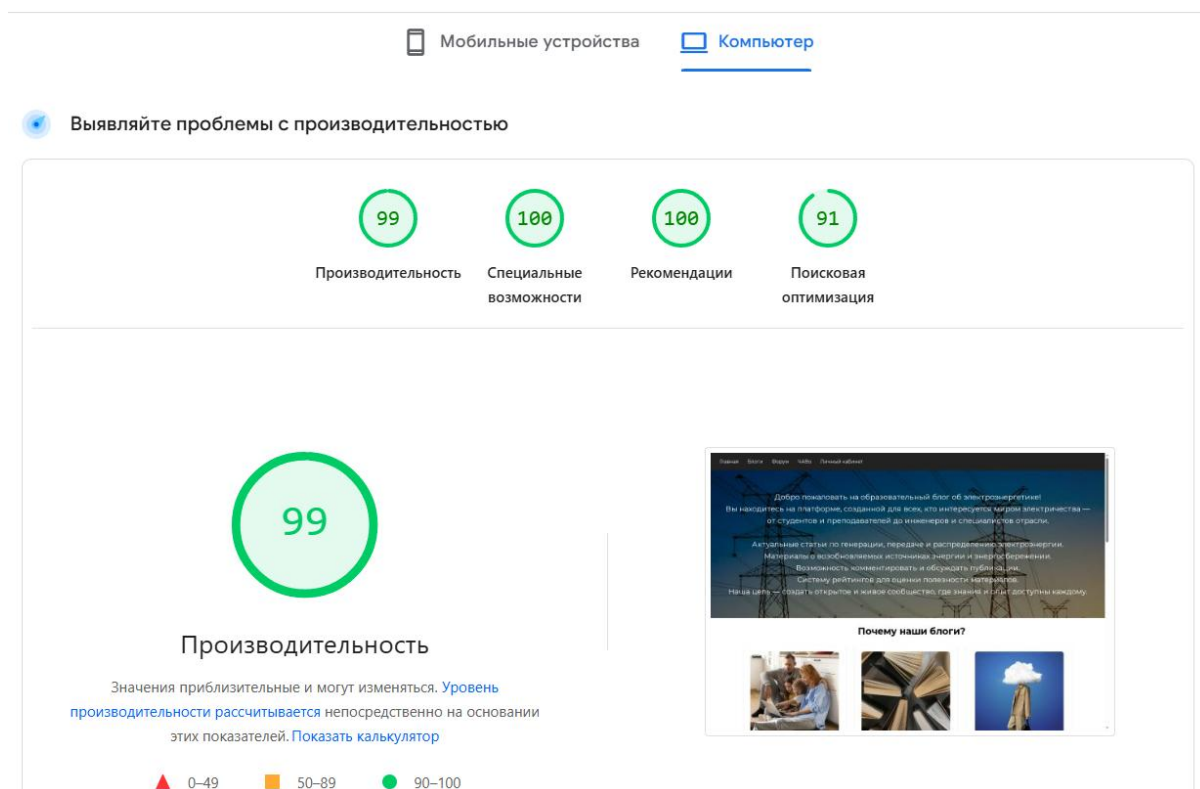 Мобильные устройства
Компьютер
Выявляйте проблемы с производительностью
99
100
100
91
Производительность
Специальные
возможности
Рекомендации
Поисковая
оптимизация
99
Производительность
Значения приблизительные и могут изменяться. Уровень
производительности рассчитывается непосредственно на основании
этих показателей. Показать калькулятор
0–49
50–89
90–100
Главная Блоги Форум Личный кабинет
Добро пожаловать на образовательный блог об электроэнергетике!
Вы находитесь на платформе, созданной для всех, кто интересуется миром электричества —
от студентов и преподавателей до инженеров и специалистов отрасли.
Актуальные статьи по генерации, передаче и распределению электроэнергии.
Материалы о возобновляемых источниках энергии и энергосбережении.
Возможность комментировать и обсуждать публикации.
Систему рейтингов для оценки полезности материалов.
Наша цель — создать открытое и живое сообщество, где знания и опыт доступны каждому.
Почему наши блоги?